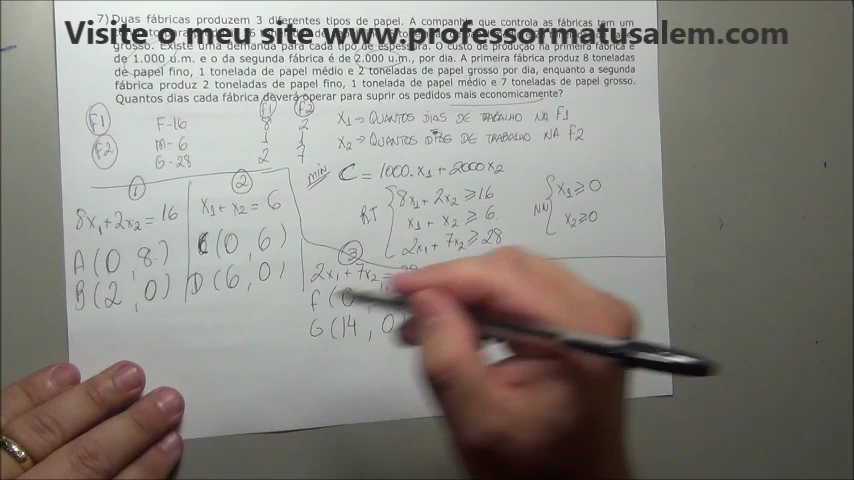 7) Duas fábricas produzem 3 diferentes tipos de papel. A companhia que controla as fábricas tem um
Visite o meu site www.professormatusalem.com
grosso. Existe uma demanda para cada tipo de espessura. O custo de produção na primeira fábrica é
de 1.000 u.m. e o da segunda fábrica é de 2.000 u.m., por dia. A primeira fábrica produz 8 toneladas
de papel fino, 1 tonelada de papel médio e 2 toneladas de papel grosso por dia, enquanto a segunda
fábrica produz 2 toneladas de papel fino, 1 tonelada de papel médio e 7 toneladas de papel grosso.
Quantos dias cada fábrica deverá operar para suprir os pedidos mais economicamente?
f1 f2
f1 F-16 8 2 X1 → QUANTOS DIAS DE TRABALHO NA F1
f2 M-6 1 1 X2 → QUANTOS DIAS DE TRABALHO NA F2
G-28 2 7
min C = 1000.X1 + 2000X2
RT 8X1 + 2X2 ≥ 16
X1 + X2 ≥ 6
2X1 + 7X2 ≥ 28
NN X1 ≥ 0
X2 ≥ 0
1
8X1 + 2X2 = 16
A (0, 8)
B (2, 0)
2
X1 + X2 = 6
C (0, 6)
D (6, 0)
3
2X1 + 7X2 = 28
F (0,
G (14, 0